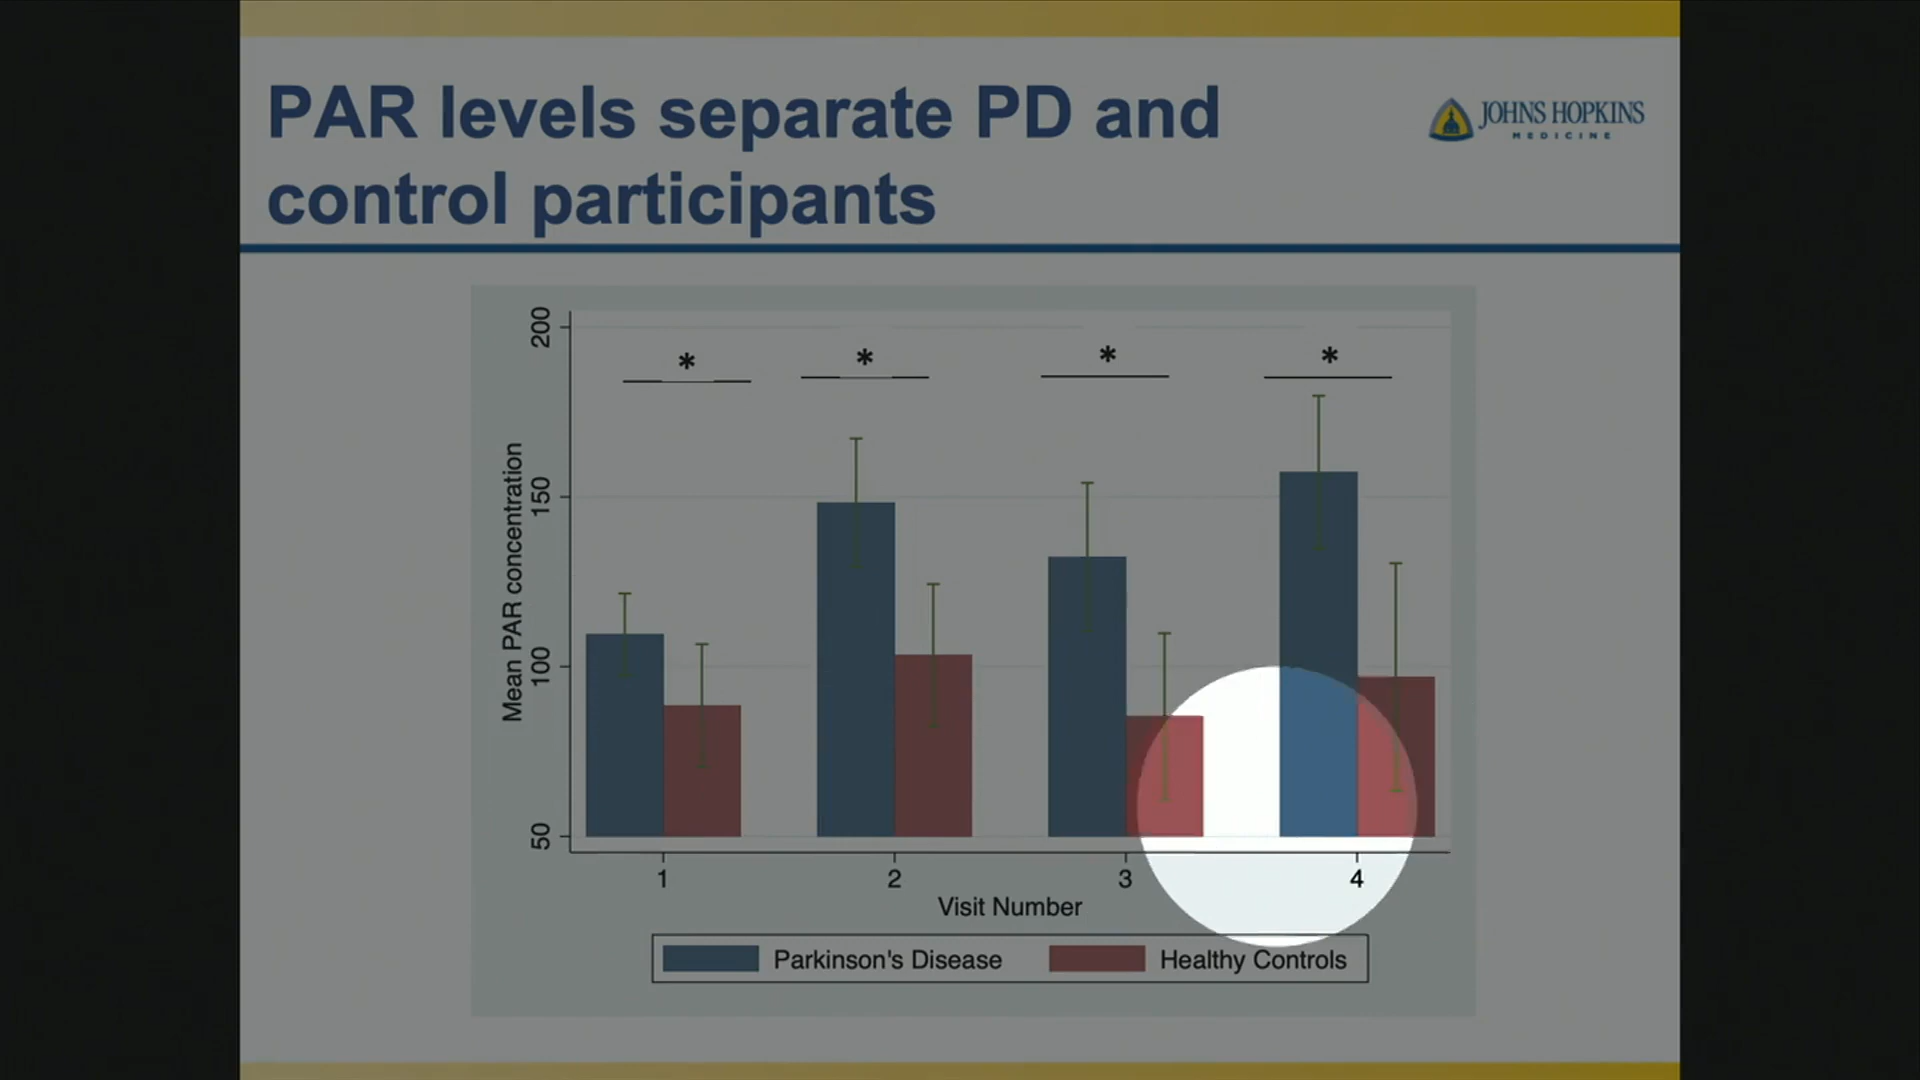 PAR levels separate PD and
control participants
JOHNS HOPKINS
MEDICINE
200
150
100
50
Mean PAR concentration
*
*
*
*
1
2
3
4
Visit Number
Parkinson's Disease
Healthy Controls